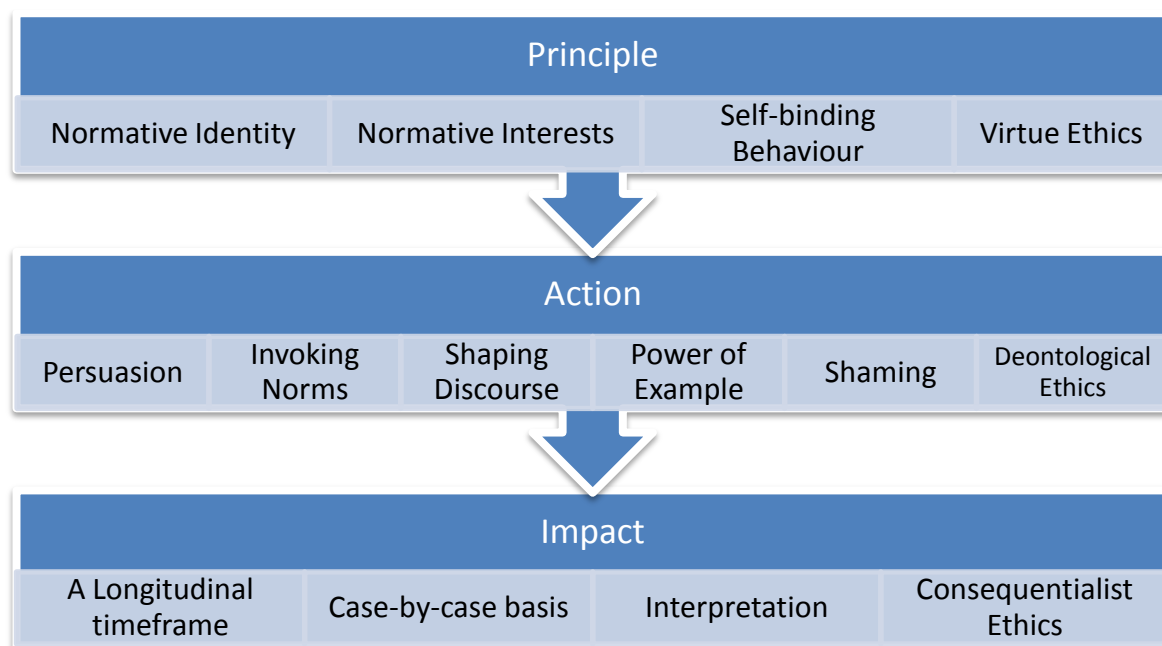 Principle
Normative Identity
Normative Interests
Self-binding
Behaviour
Virtue Ethics
Action
Persuasion
Invoking
Norms
Shaping
Discourse
Power of
Example
Shaming
Deontological
Ethics
Impact
A Longitudinal
timeframe
Case-by-case basis
Interpretation
Consequentialist
Ethics